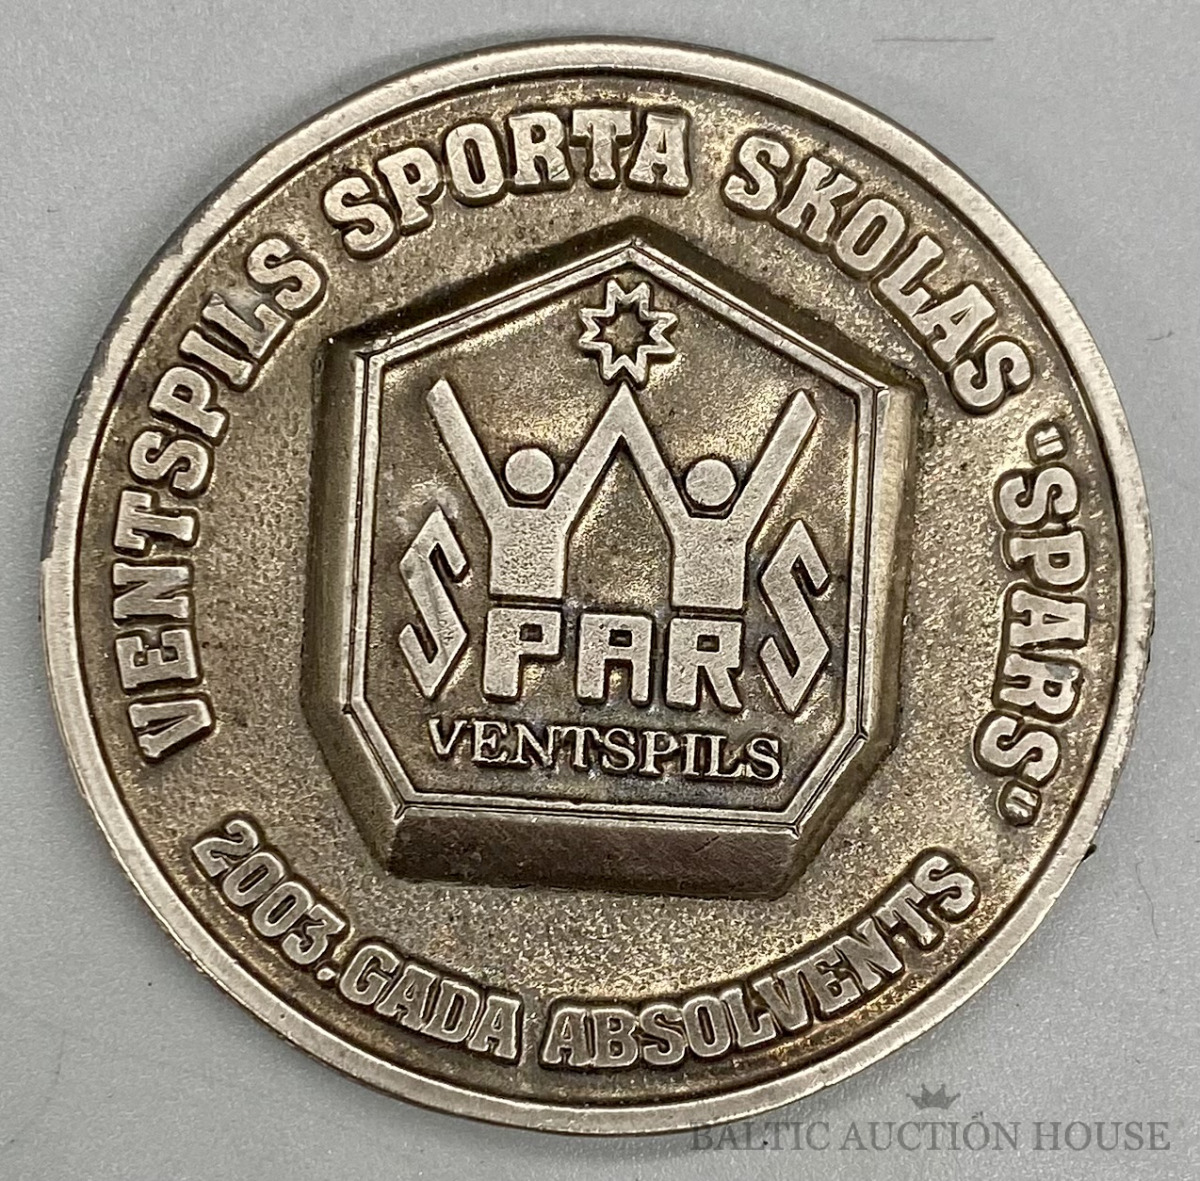 VENTSPILS SPORTA SKOLAS "SPARS"
SPARS
VENTSPILS
2003.GADA ABSOLVENTS
BALTIC AUCTION HOUSE